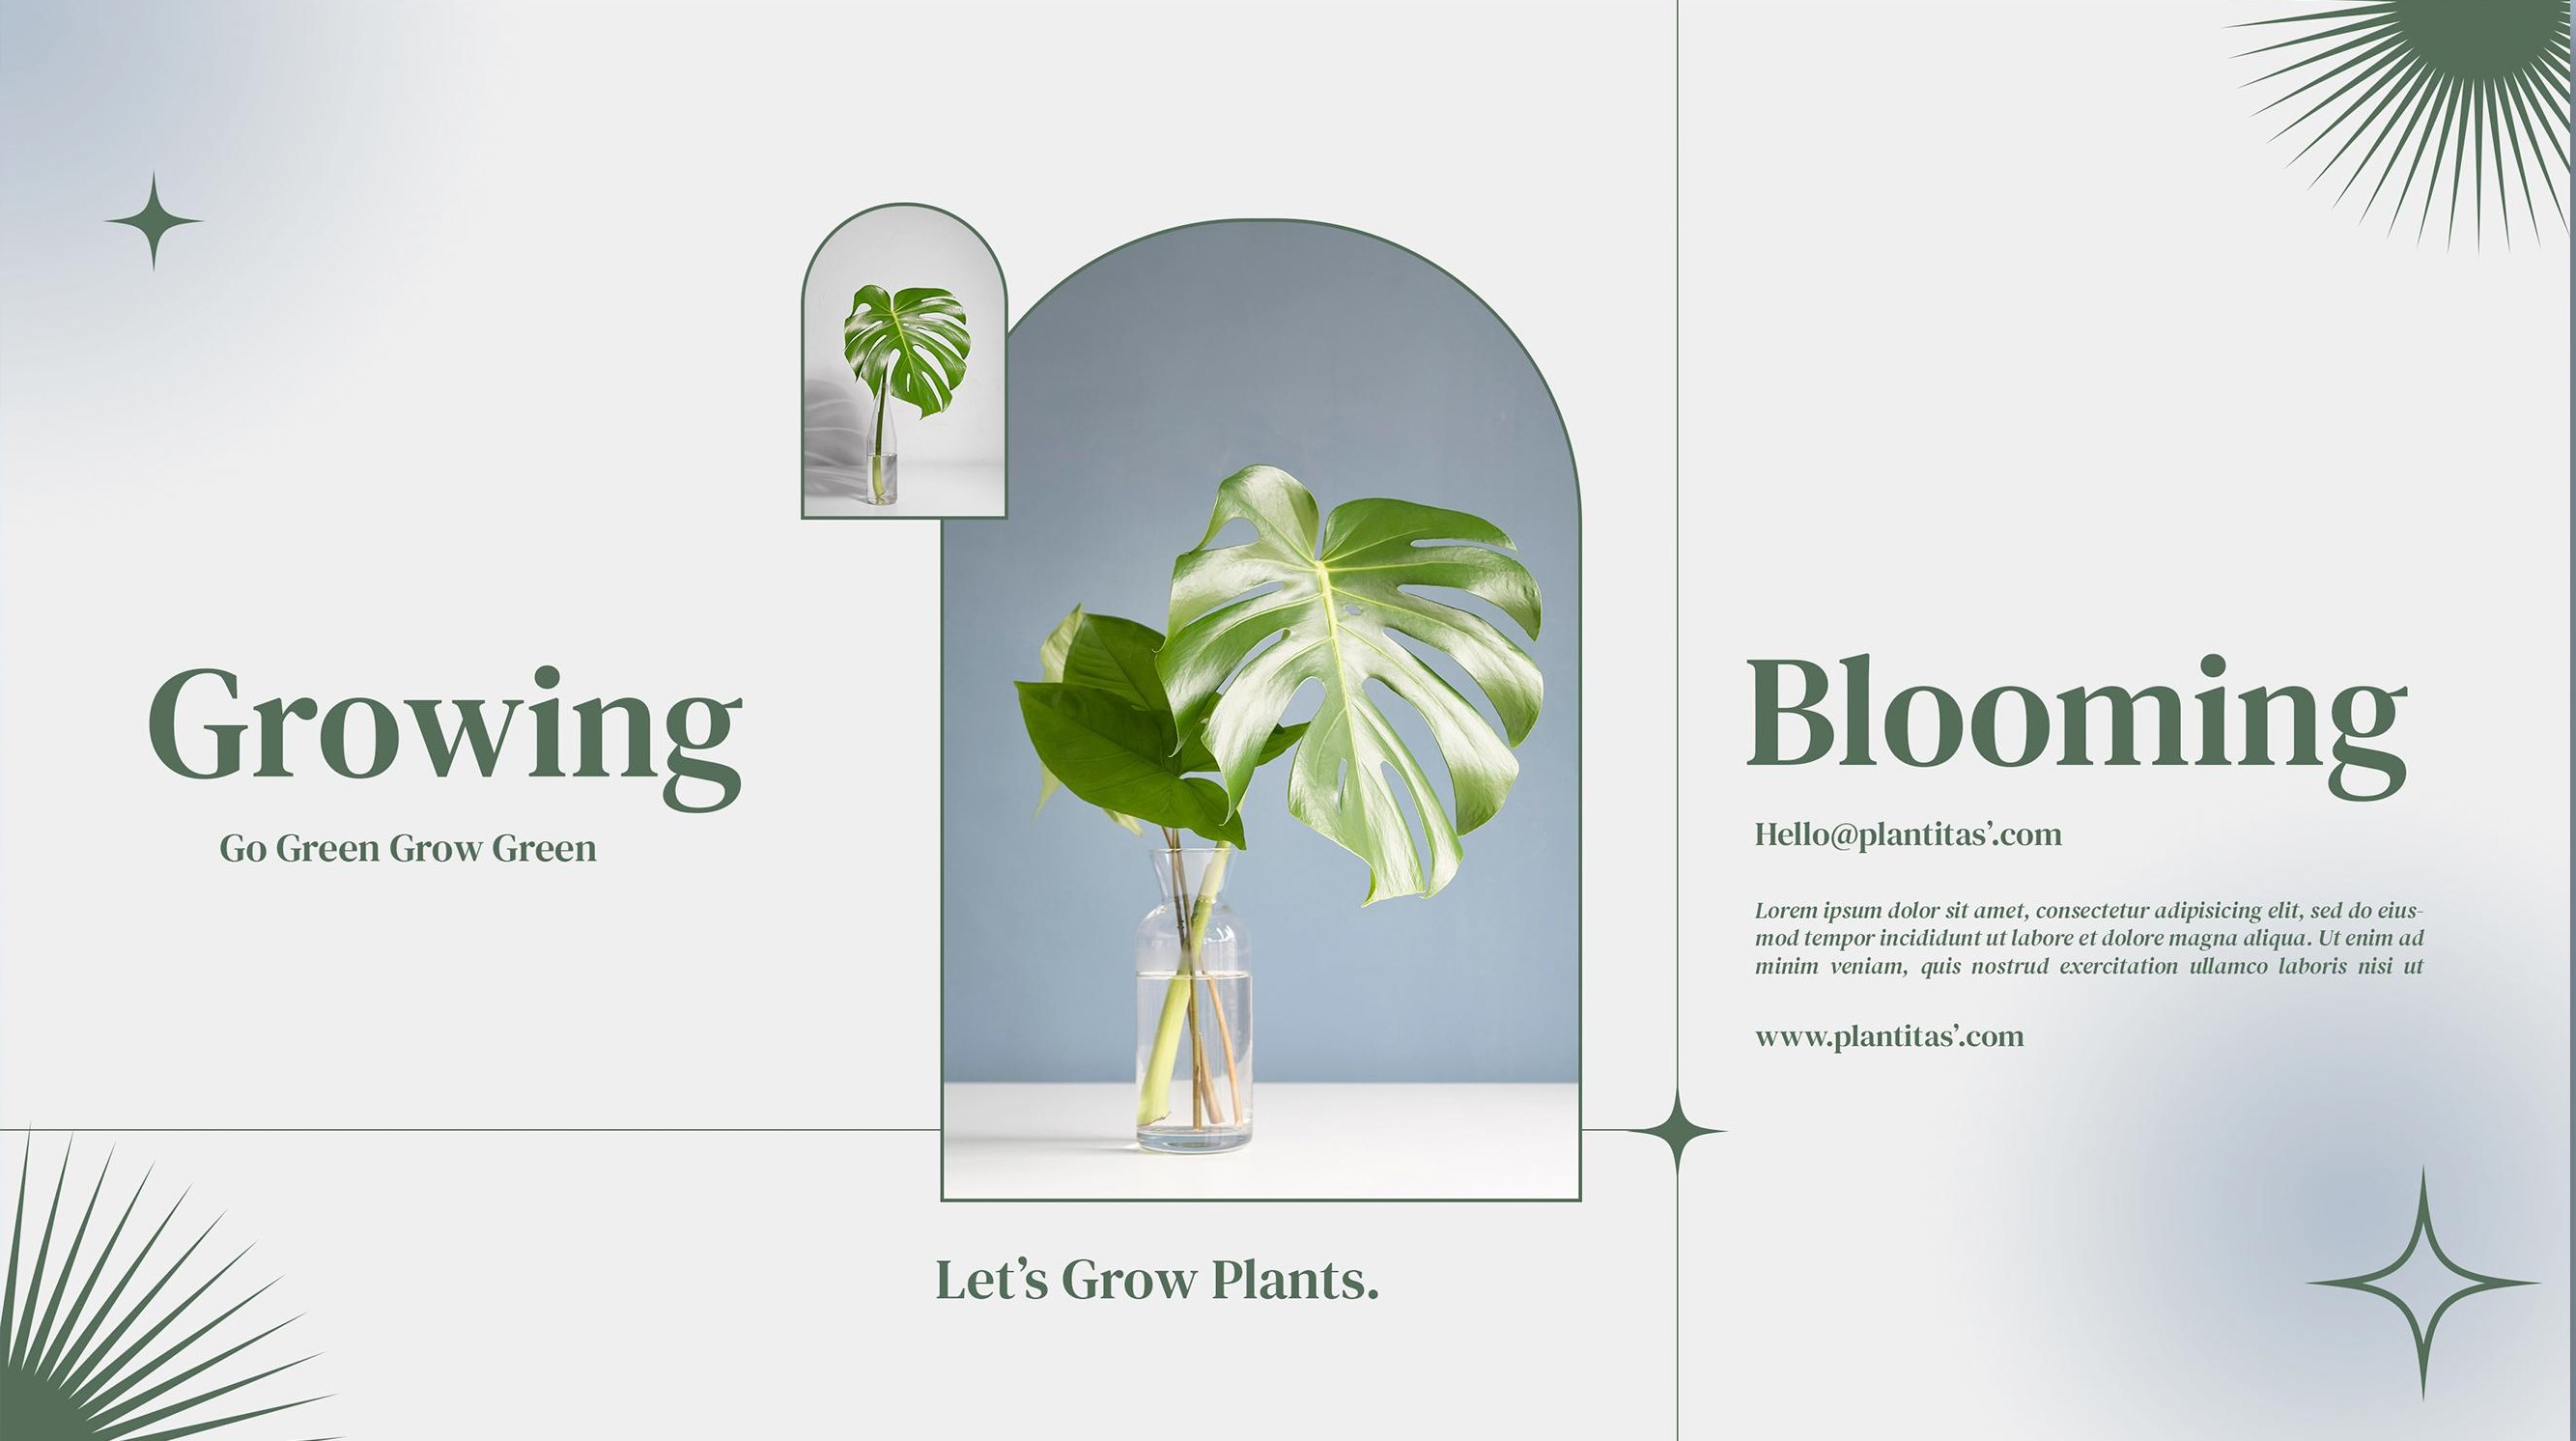 Growing
Go Green Grow Green
Let’s Grow Plants.
Blooming
Hello@plantitas’.com
Lorem ipsum dolor sit amet, consectetur adipisicing elit, sed do eius-
mod tempor incididunt ut labore et dolore magna aliqua. Ut enim ad
minim veniam, quis nostrud exercitation ullamco laboris nisi ut
www.plantitas’.com